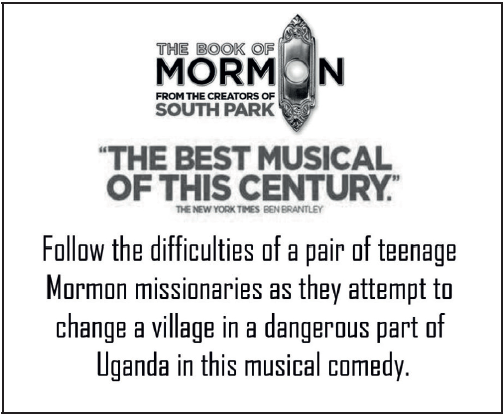 THE BOOK OF
MORMON
FROM THE CREATORS OF
SOUTH PARK
“THE BEST MUSICAL
OF THIS CENTURY.”
THE NEW YORK TIMES BEN BRANTLEY
Follow the difficulties of a pair of teenage
Mormon missionaries as they attempt to
change a village in a dangerous part of
Uganda in this musical comedy.